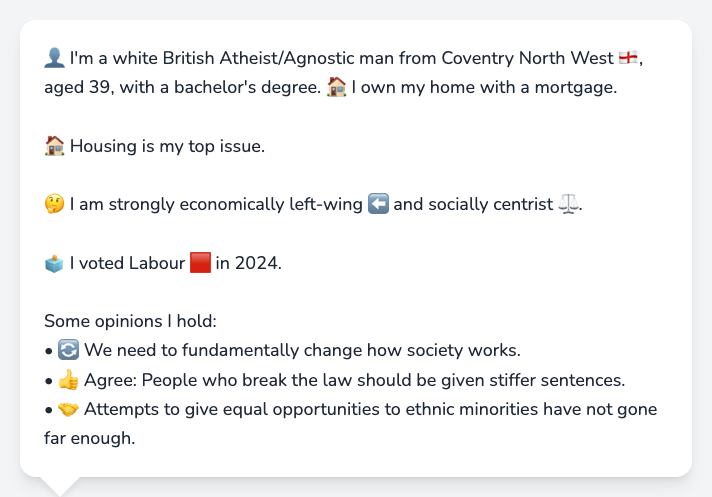 👤 I'm a white British Atheist/Agnostic man from Coventry North West 🏴󠁧󠁢󠁥󠁮󠁧󠁿,
aged 39, with a bachelor's degree. 🏠 I own my home with a mortgage.
🏠 Housing is my top issue.
🤔 I am strongly economically left-wing ⬅️ and socially centrist ⚖️.
🗳️ I voted Labour 🟥 in 2024.
Some opinions I hold:
• 🔄 We need to fundamentally change how society works.
• 👍 Agree: People who break the law should be given stiffer sentences.
• 🤝 Attempts to give equal opportunities to ethnic minorities have not gone
far enough.